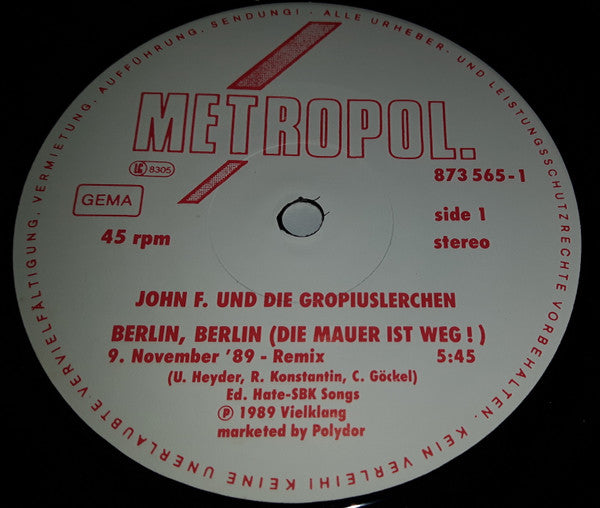 METROPOL.
LC 8305
873 565-1
GEMA
side 1
45 rpm
stereo
JOHN F. UND DIE GROPIUSLERCHEN
BERLIN, BERLIN (DIE MAUER IST WEG!)
9. November '89 - Remix 5:45
(U. Heyder, R. Konstantin, C. Göckel)
Ed. Hate-SBK Songs
Ⓟ 1989 Vielklang
marketed by Polydor
ALLE URHEBER- UND LEISTUNGSSCHUTZRECHTE VORBEHALTEN. KEIN VERLEIH! KEINE UNERLAUBTE VERVIELFÄLTIGUNG, VERMIETUNG, AUFFÜHRUNG, SENDUNG! ·